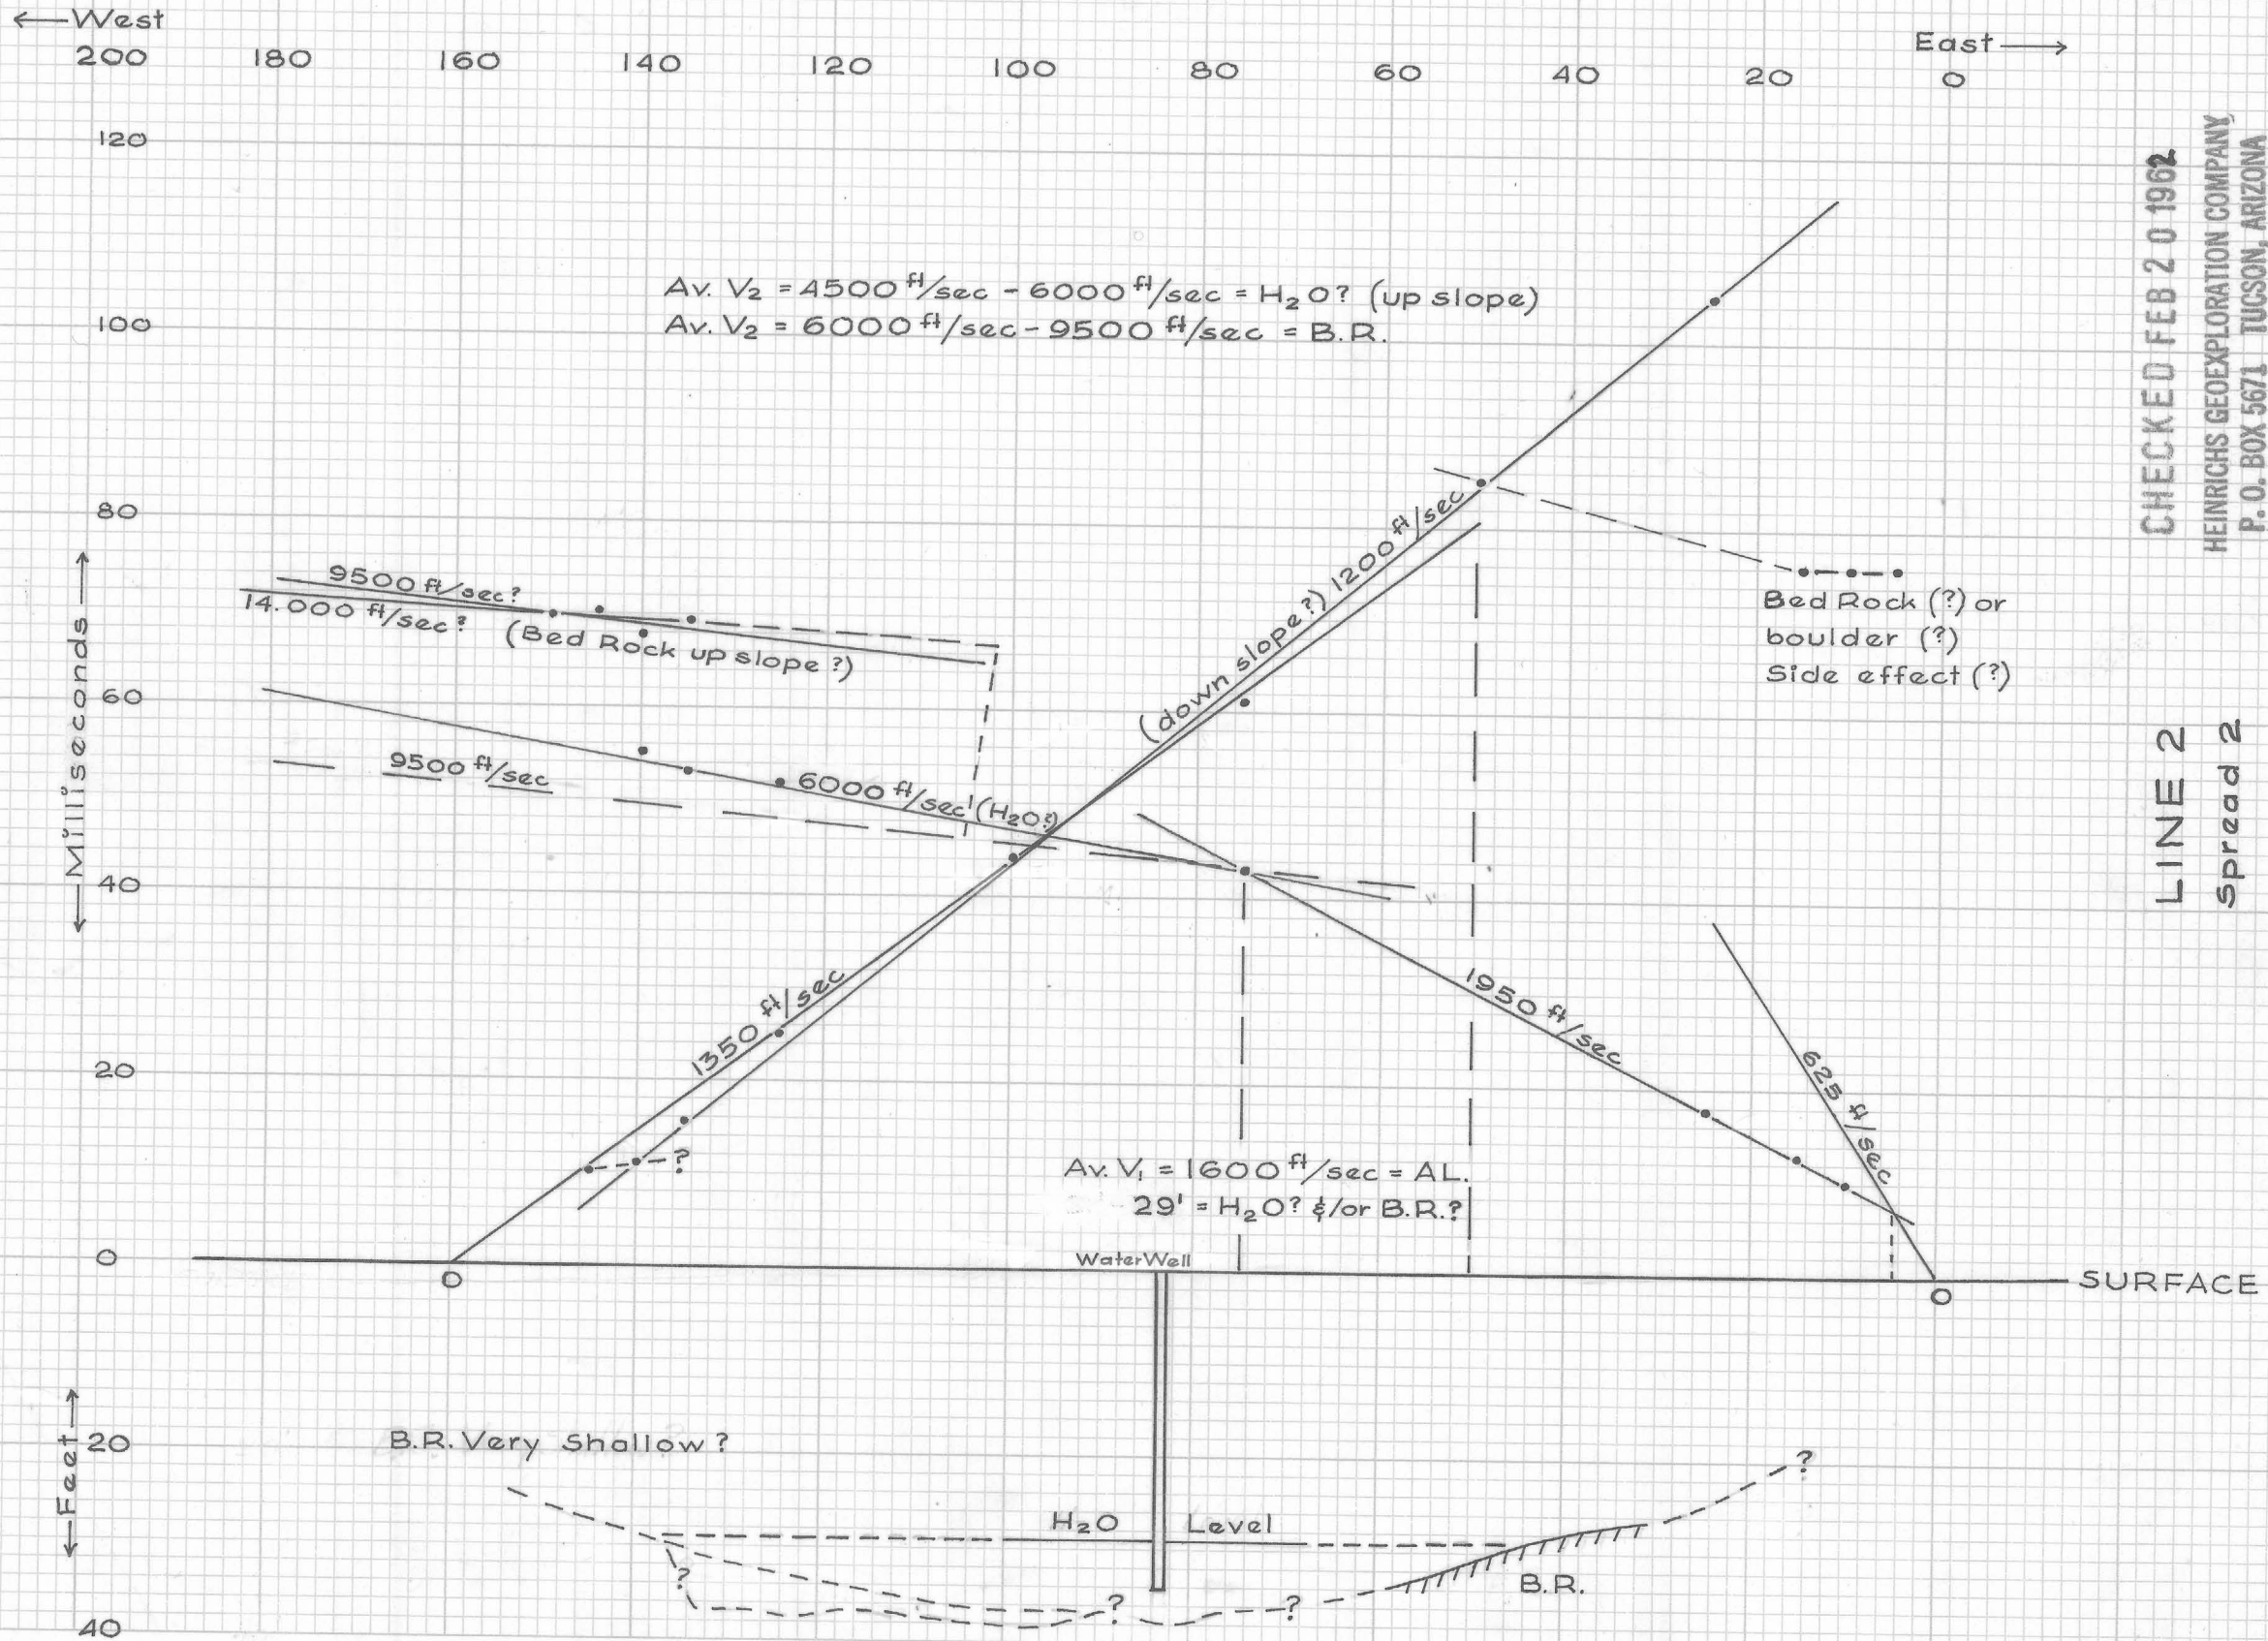 ←West
East→
200 180 160 140 120 100 80 60 40 20 0
120
100
80
60
40
20
0
←Milliseconds→
Av. V₂ = 4500 ft/sec - 6000 ft/sec = H₂O? (up slope)
Av. V₂ = 6000 ft/sec - 9500 ft/sec = B.R.
9500 ft/sec?
14.000 ft/sec?
(Bed Rock up slope?)
(down slope?) 1200 ft/sec
Bed Rock (?) or
boulder (?)
Side effect (?)
9500 ft/sec
6000 ft/sec (H₂O?)
1350 ft/sec
?
1950 ft/sec
625 ft/sec
Av. V₁ = 1600 ft/sec = AL.
29' = H₂O? &/or B.R.?
WaterWell
0
0
SURFACE
←Feet→
20
40
B.R. Very Shallow?
H₂O Level
?
?
?
?
B.R.
CHECKED FEB 20 1962
HEINRICHS GEOEXPLORATION COMPANY
P. O. BOX 5671 TUCSON, ARIZONA
LINE 2
Spread 2